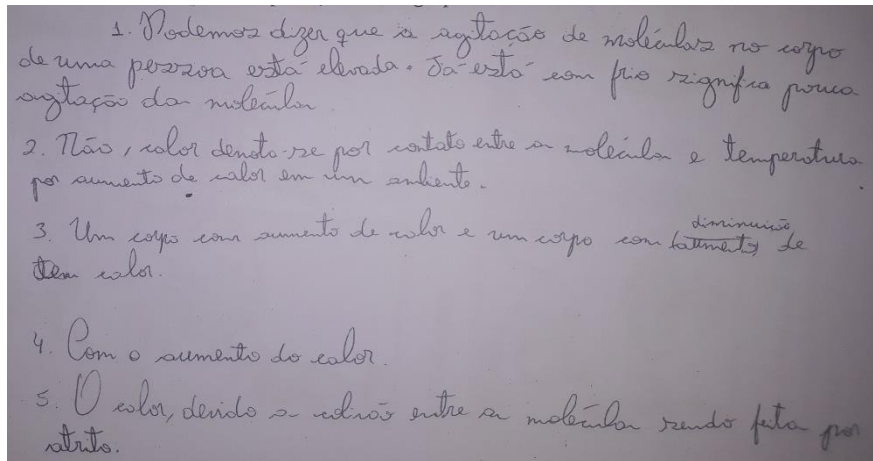 1. Podemos dizer que a agitação de moléculas no corpo
de uma pessoa está elevada. Já está com frio significa pouca
agitação da molécula
2. Não, calor denota-se por contato entre a molécula e temperatura
por aumento de calor em um ambiente.
3. Um corpo com aumento de calor e um corpo com (aumento) diminuição de
calor.
4. Com o aumento do calor.
5. O calor, devido a colisão entre a molécula sendo feita por
atrito.